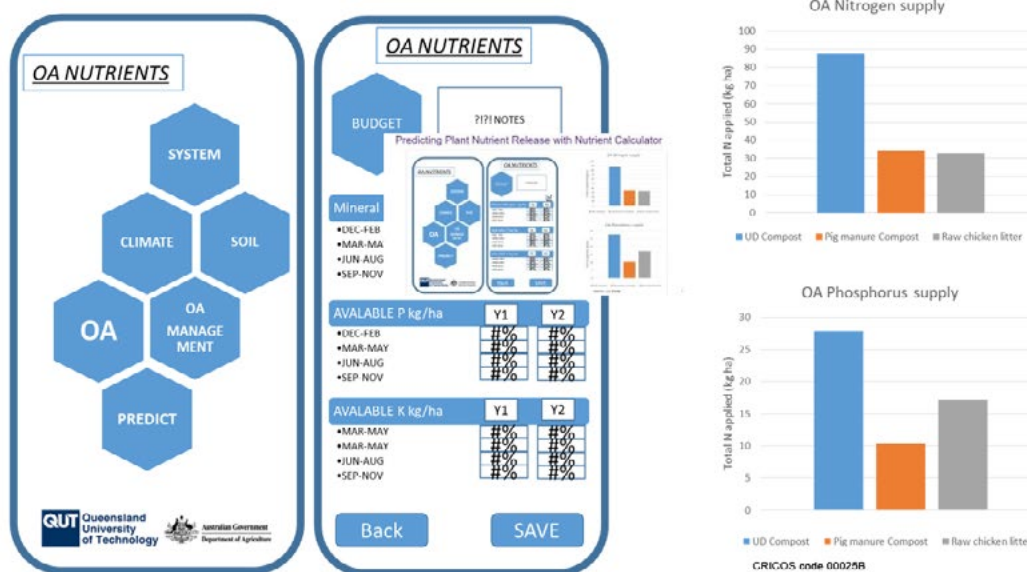 OA NUTRIENTS
SYSTEM
CLIMATE
SOIL
OA
OA
MANAGE
MENT
PREDICT
QUT
Queensland
University
of Technology
Australian Government
Department of Agriculture
OA NUTRIENTS
BUDGET
?!?! NOTES
Predicting Plant Nutrient Release with Nutrient Calculator
OA NUTRIENTS
Mineral
•DEC-FEB
•MAR-MA
•JUN-AUG
•SEP-NOV
AVALABLE P kg/ha Y1 Y2
•DEC-FEB #% #%
•MAR-MAY #% #%
•JUN-AUG #% #%
•SEP-NOV #% #%
AVALABLE K kg/ha Y1 Y2
•MAR-MAY #% #%
•MAR-MAY #% #%
•JUN-AUG #% #%
•SEP-NOV #% #%
Back SAVE
OA Nitrogen supply
Total N applied (kg ha)
100
90
80
70
60
50
40
30
20
10
0
UD Compost Pig manure Compost Raw chicken litter
OA Phosphorus supply
Total N applied (kg ha)
30
25
20
15
10
5
0
UD Compost Pig manure Compost Raw chicken litte
CRICOS code 00025B